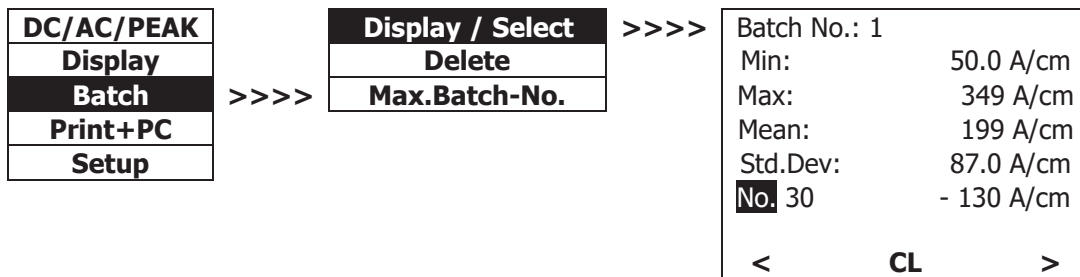 DC/AC/PEAK
Display
Batch
Print+PC
Setup
>>>>
Display / Select
Delete
Max.Batch-No.
>>>>
Batch No.: 1
Min: 50.0 A/cm
Max: 349 A/cm
Mean: 199 A/cm
Std.Dev: 87.0 A/cm
No. 30 - 130 A/cm
< CL >